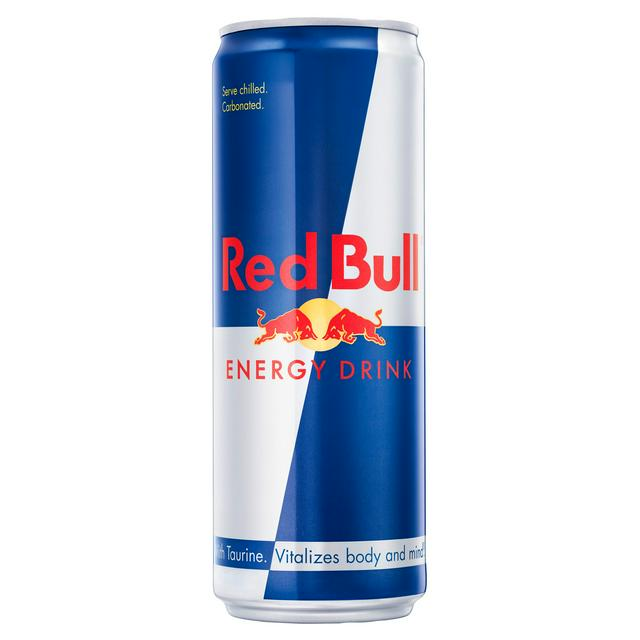 Serve chilled.
Carbonated.
Red Bull
ENERGY DRINK
Taurine. Vitalizes body and mind